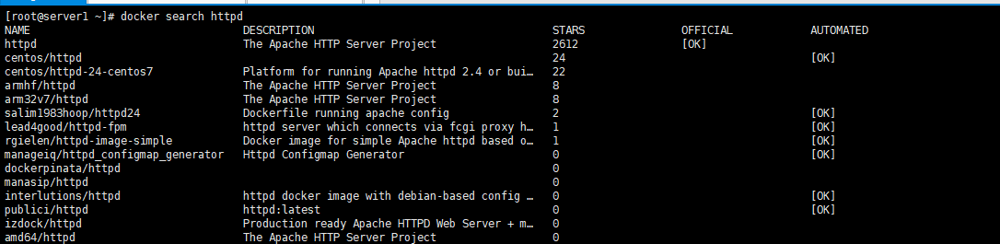 [root@server1 ~]# docker search httpd
NAME DESCRIPTION STARS OFFICIAL AUTOMATED
httpd The Apache HTTP Server Project 2612 [OK]
centos/httpd 24 [OK]
centos/httpd-24-centos7 Platform for running Apache httpd 2.4 or bui… 22
armhf/httpd The Apache HTTP Server Project 8
arm32v7/httpd The Apache HTTP Server Project 8
salim1983hoop/httpd24 Dockerfile running apache config 2 [OK]
lead4good/httpd-fpm httpd server which connects via fcgi proxy h… 1 [OK]
rgielen/httpd-image-simple Docker image for simple Apache httpd based o… 1 [OK]
manageiq/httpd_configmap_generator Httpd Configmap Generator 0 [OK]
dockerpinata/httpd 0
manasip/httpd 0
interlutions/httpd httpd docker image with debian-based config … 0 [OK]
publici/httpd httpd:latest 0 [OK]
izdock/httpd Production ready Apache HTTPD Web Server + m… 0
amd64/httpd The Apache HTTP Server Project 0